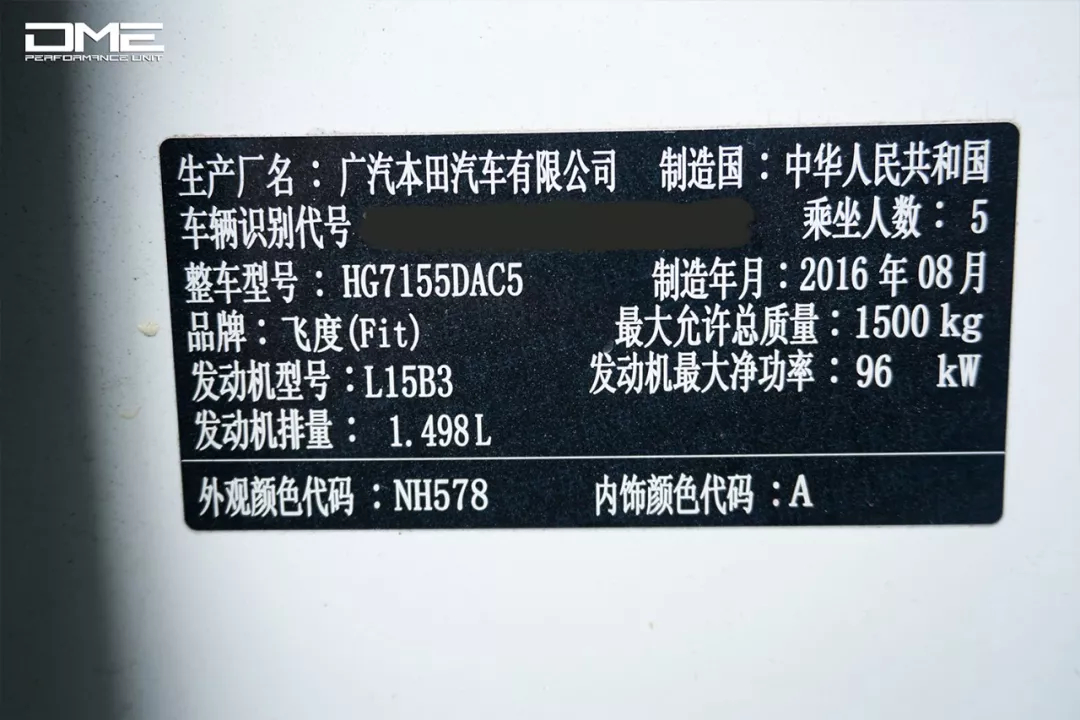 DME
PERFORMANCE UNIT
生产厂名：广汽本田汽车有限公司 制造国：中华人民共和国
车辆识别代号 乘坐人数：5
整车型号：HG7155DAC5 制造年月：2016年08月
品牌：飞度(Fit) 最大允许总质量：1500 kg
发动机型号：L15B3 发动机最大净功率：96 kW
发动机排量：1.498L
外观颜色代码：NH578 内饰颜色代码：A